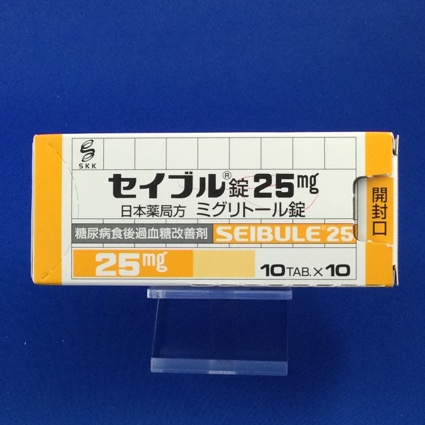 SKK
セイブル®錠25mg
日本薬局方 ミグリトール錠
糖尿病食後過血糖改善剤 SEIBULE 25
25mg
10TAB.×10
開封口